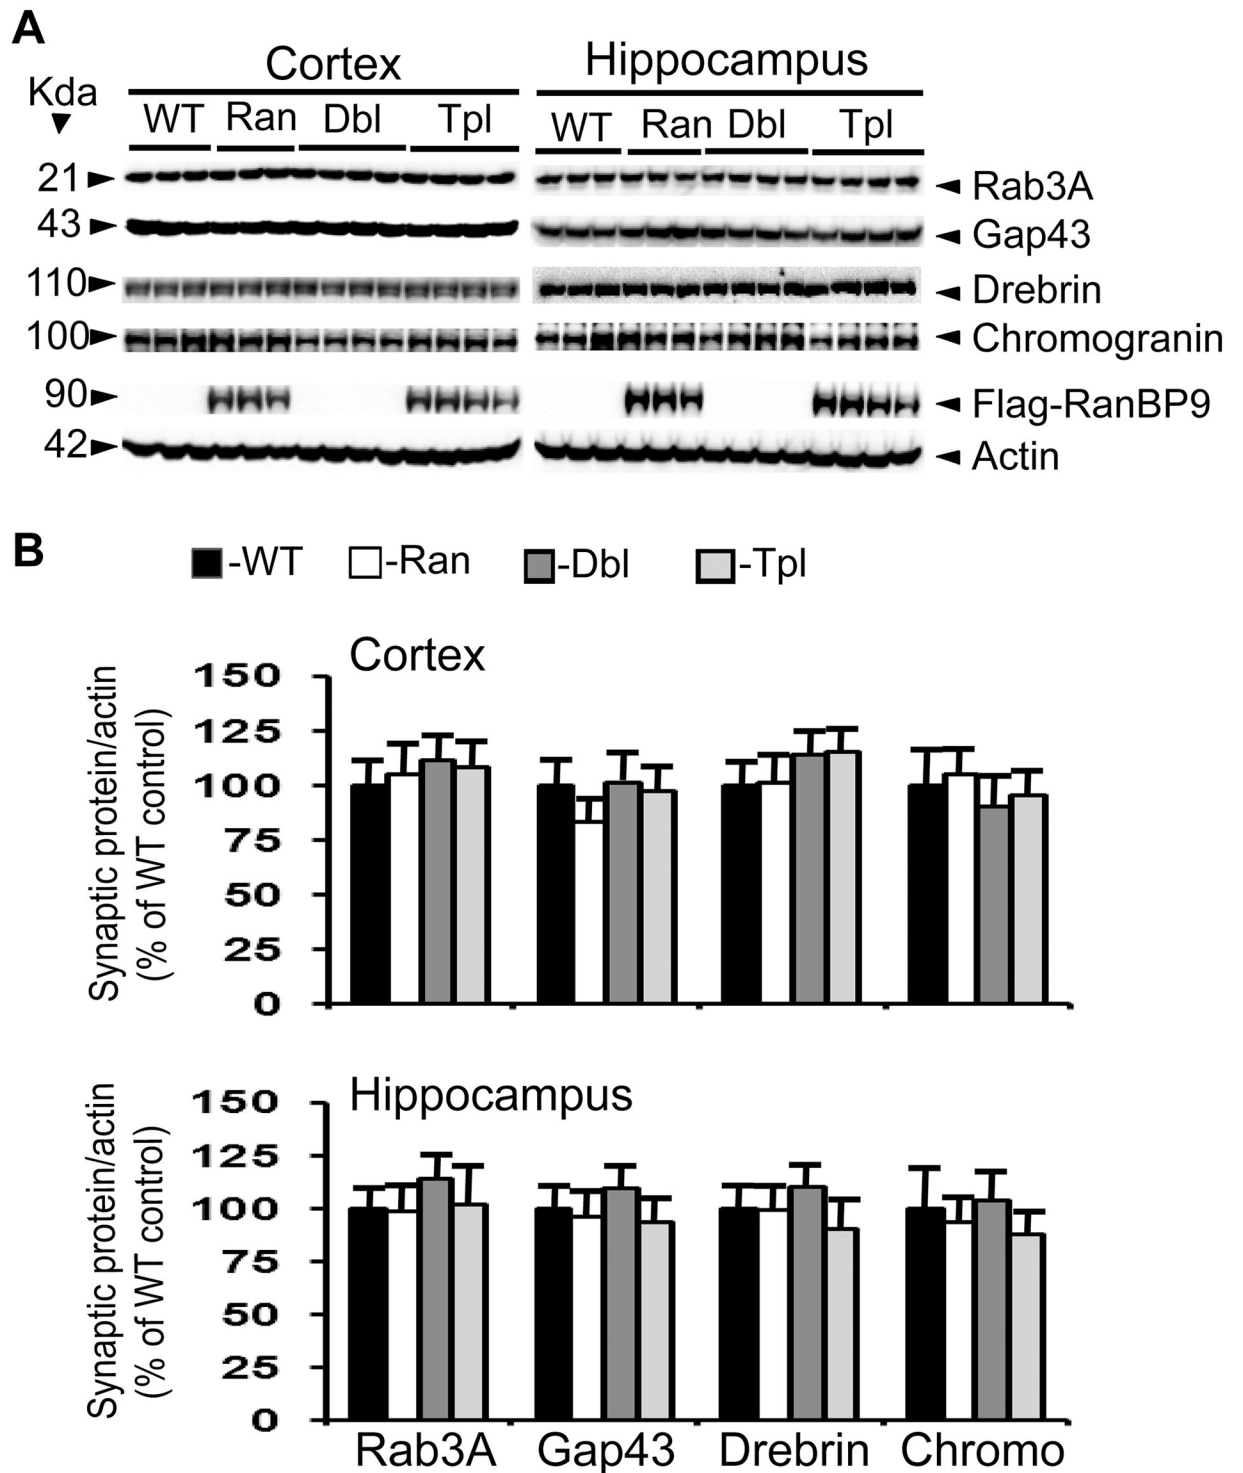 A
Cortex
Hippocampus
Kda
WT Ran Dbl Tpl
WT Ran Dbl Tpl
21 Rab3A
43 Gap43
110 Drebrin
100 Chromogranin
90 Flag-RanBP9
42 Actin
B
-WT -Ran -Dbl -Tpl
Cortex
Synaptic protein/actin
(% of WT control)
150
125
100
75
50
25
0
Hippocampus
Synaptic protein/actin
(% of WT control)
150
125
100
75
50
25
0
Rab3A Gap43 Drebrin Chromo